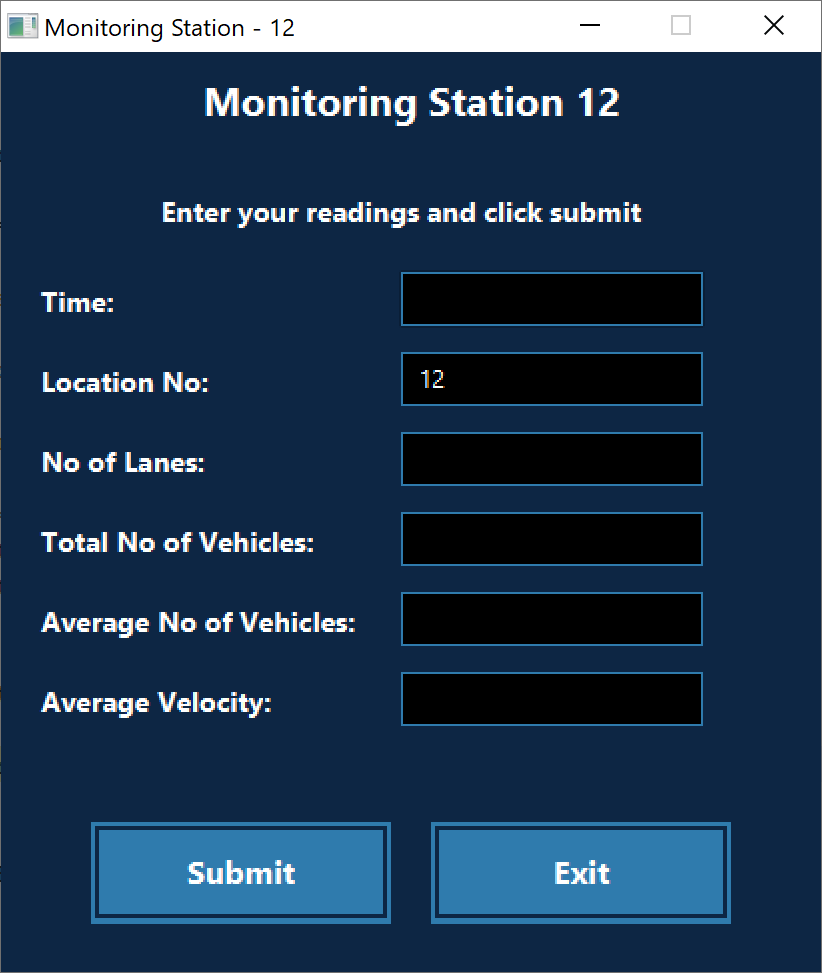 Monitoring Station - 12
Monitoring Station 12
Enter your readings and click submit
Time:
Location No: 12
No of Lanes:
Total No of Vehicles:
Average No of Vehicles:
Average Velocity:
Submit Exit